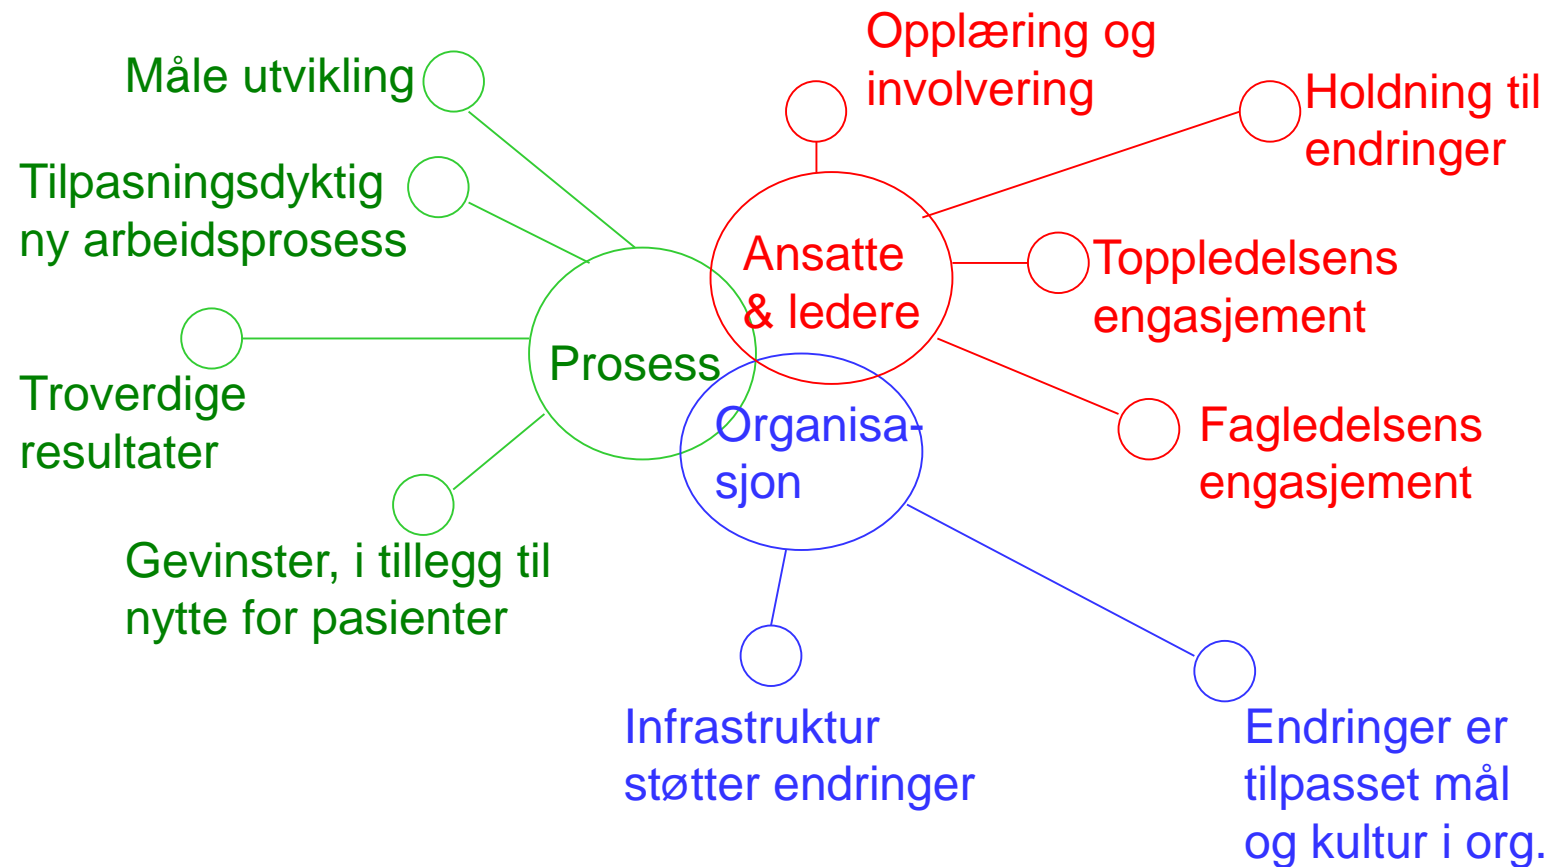 Måle utvikling
Tilpasningsdyktig
ny arbeidsprosess
Troverdige
resultater
Gevinster, i tillegg til
nytte for pasienter
Prosess
Opplæring og
involvering
Holdning til
endringer
Ansatte
& ledere
Toppledelsens
engasjement
Fagledelsens
engasjement
Organisa-
sjon
Infrastruktur
støtter endringer
Endringer er
tilpasset mål
og kultur i org.